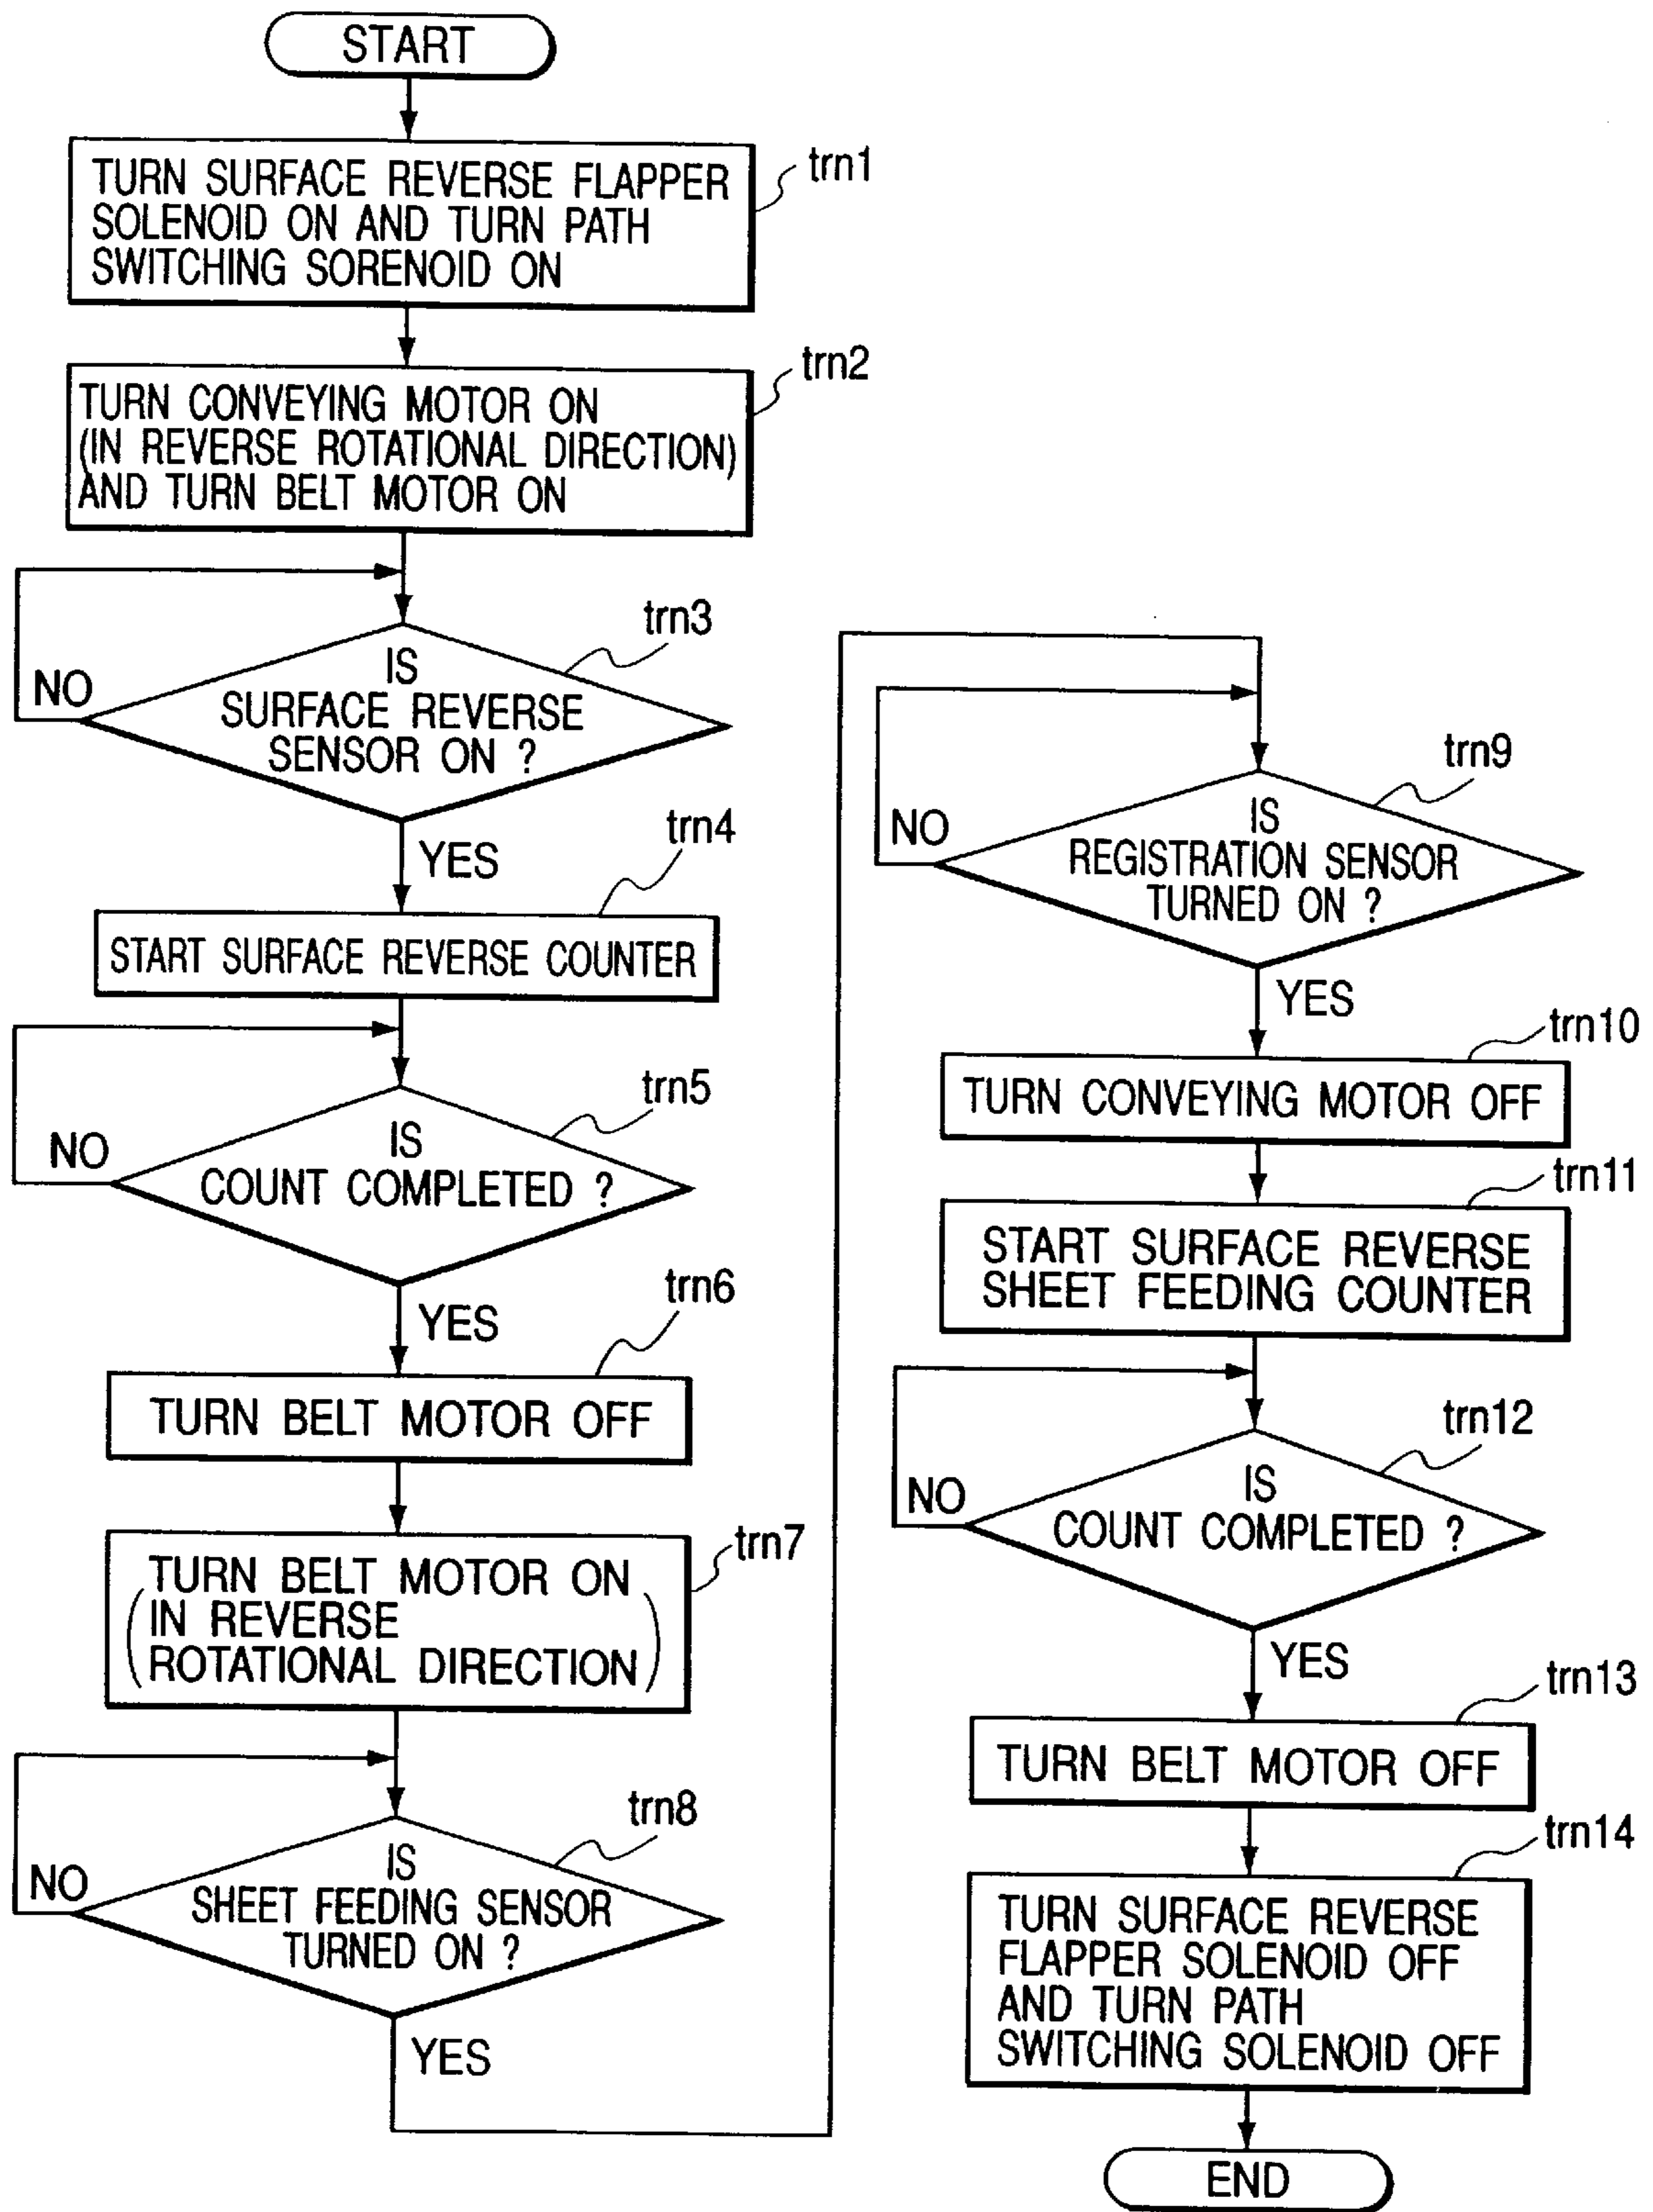 START
trn1
TURN SURFACE REVERSE FLAPPER
SOLENOID ON AND TURN PATH
SWITCHING SORENOID ON
trn2
TURN CONVEYING MOTOR ON
(IN REVERSE ROTATIONAL DIRECTION)
AND TURN BELT MOTOR ON
trn3
IS
SURFACE REVERSE
SENSOR ON ?
NO
YES
trn4
START SURFACE REVERSE COUNTER
trn5
IS
COUNT COMPLETED ?
NO
YES
trn6
TURN BELT MOTOR OFF
trn7
TURN BELT MOTOR ON
(IN REVERSE
ROTATIONAL DIRECTION)
trn8
IS
SHEET FEEDING SENSOR
TURNED ON ?
NO
YES
trn9
IS
REGISTRATION SENSOR
TURNED ON ?
NO
YES
trn10
TURN CONVEYING MOTOR OFF
trn11
START SURFACE REVERSE
SHEET FEEDING COUNTER
trn12
IS
COUNT COMPLETED ?
NO
YES
trn13
TURN BELT MOTOR OFF
trn14
TURN SURFACE REVERSE
FLAPPER SOLENOID OFF
AND TURN PATH
SWITCHING SOLENOID OFF
END